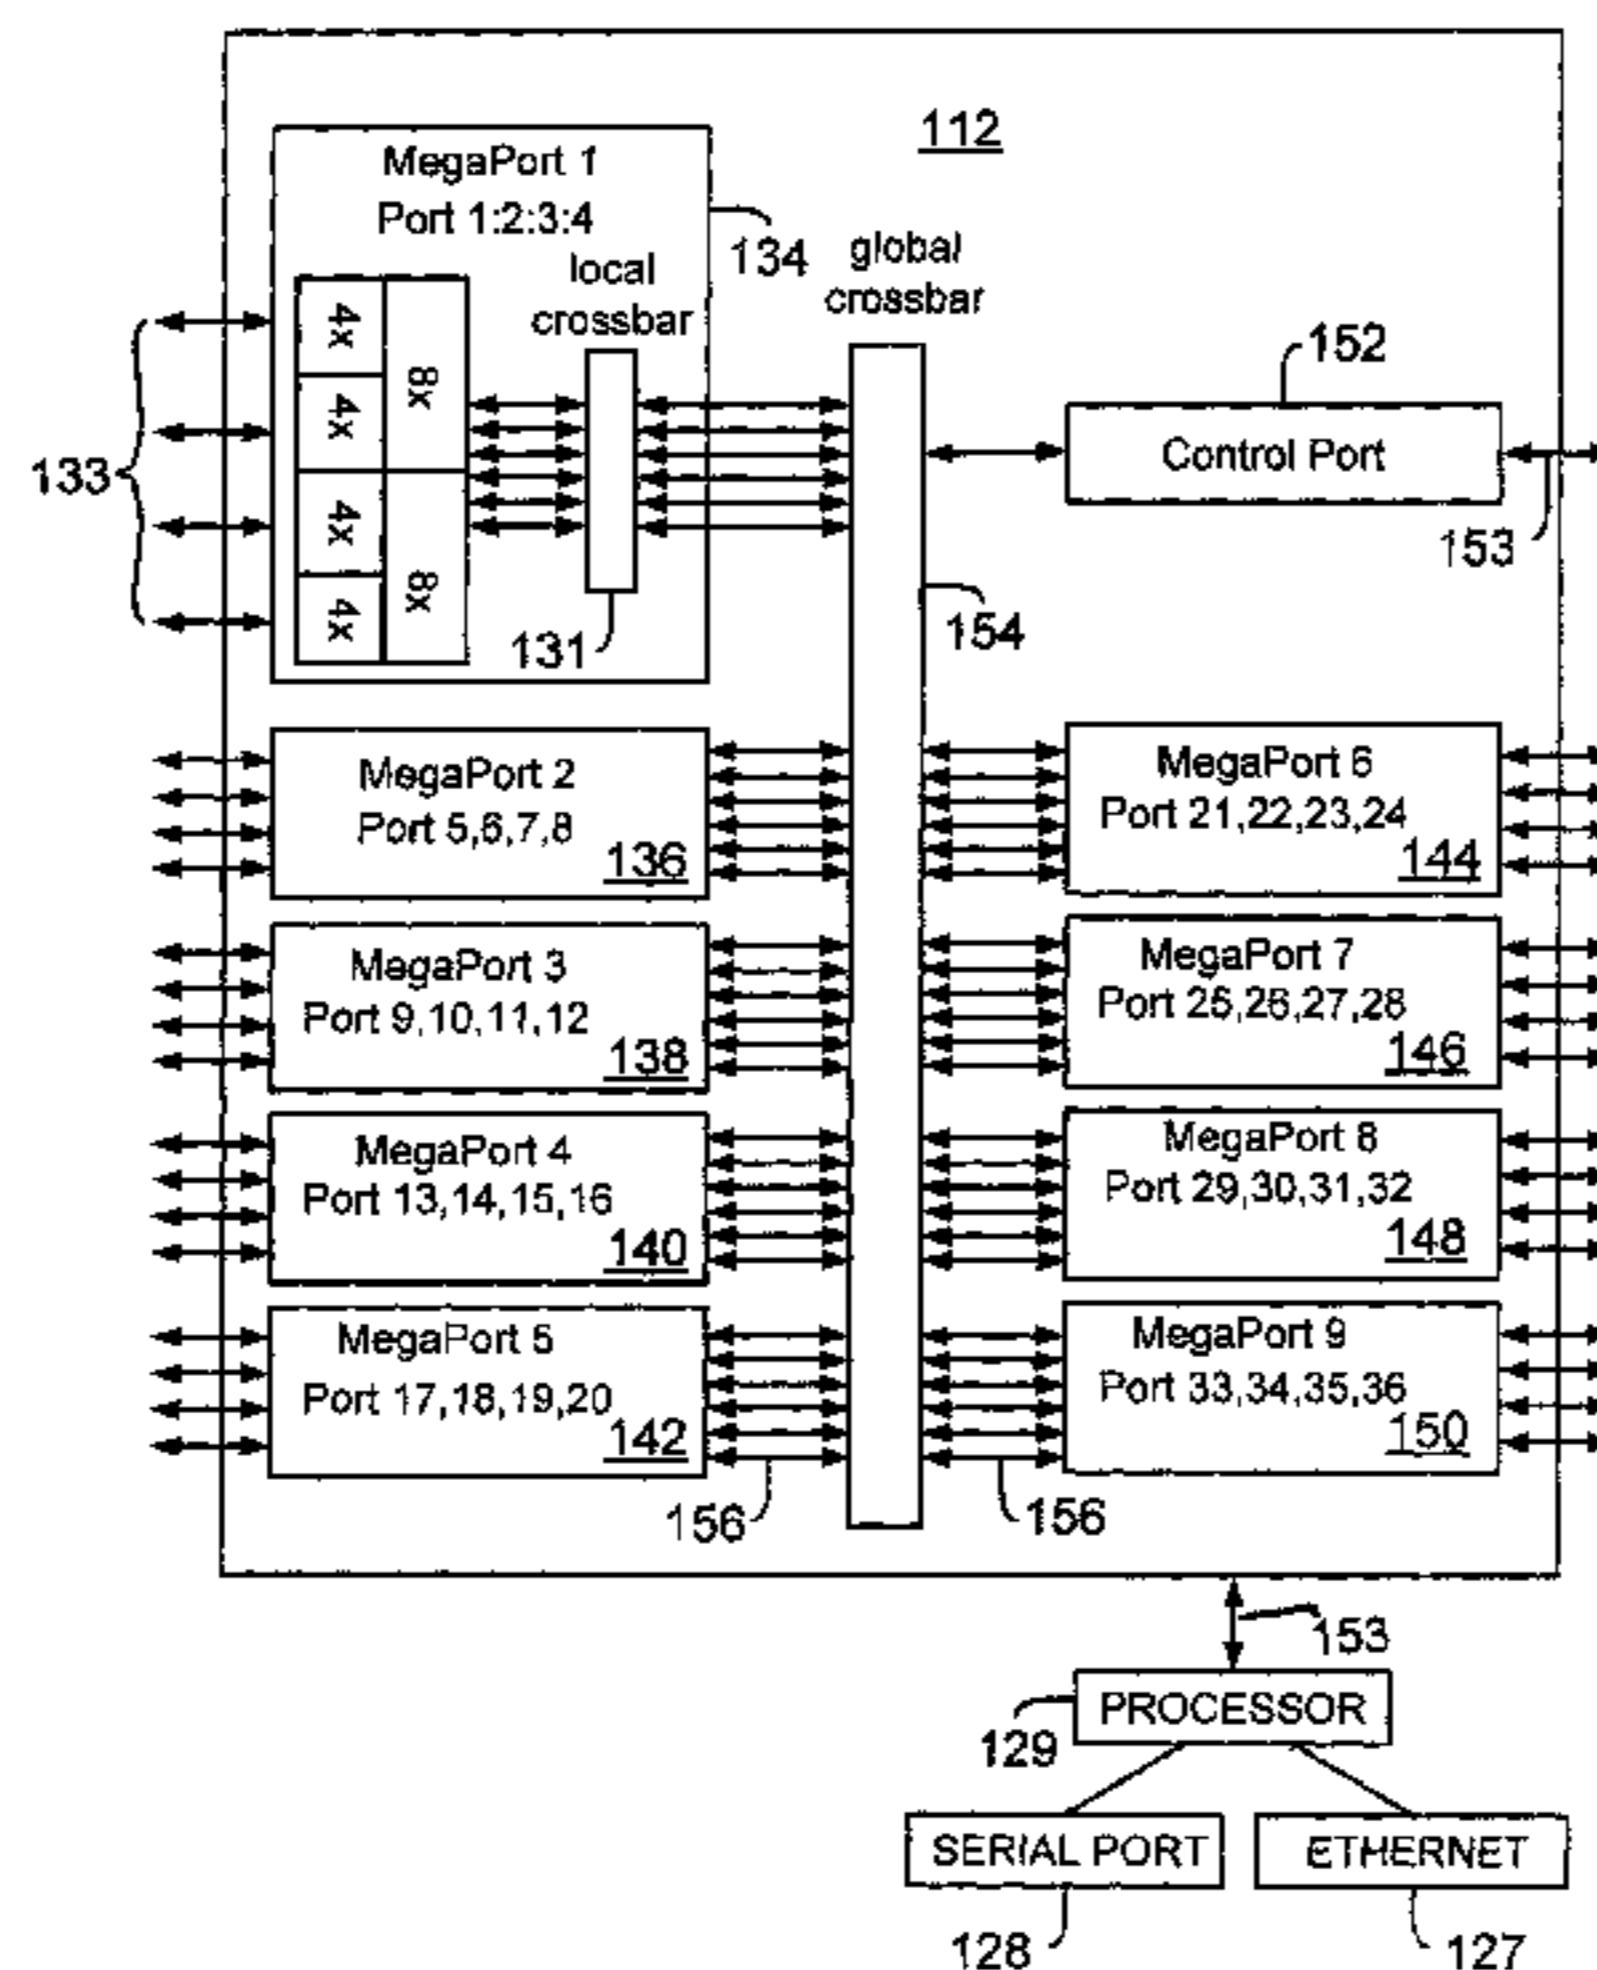 112
MegaPort 1
Port 1:2:3:4
134
local
crossbar
global
crossbar
4x
4x
4x
4x
8x
8x
133
131
152
Control Port
153
154
MegaPort 2
Port 5,6,7,8
136
MegaPort 3
Port 9,10,11,12
138
MegaPort 4
Port 13,14,15,16
140
MegaPort 5
Port 17,18,19,20
142
MegaPort 6
Port 21,22,23,24
144
MegaPort 7
Port 25,26,27,28
146
MegaPort 8
Port 29,30,31,32
148
MegaPort 9
Port 33,34,35,36
150
156
156
153
PROCESSOR
129
SERIAL PORT
ETHERNET
128
127